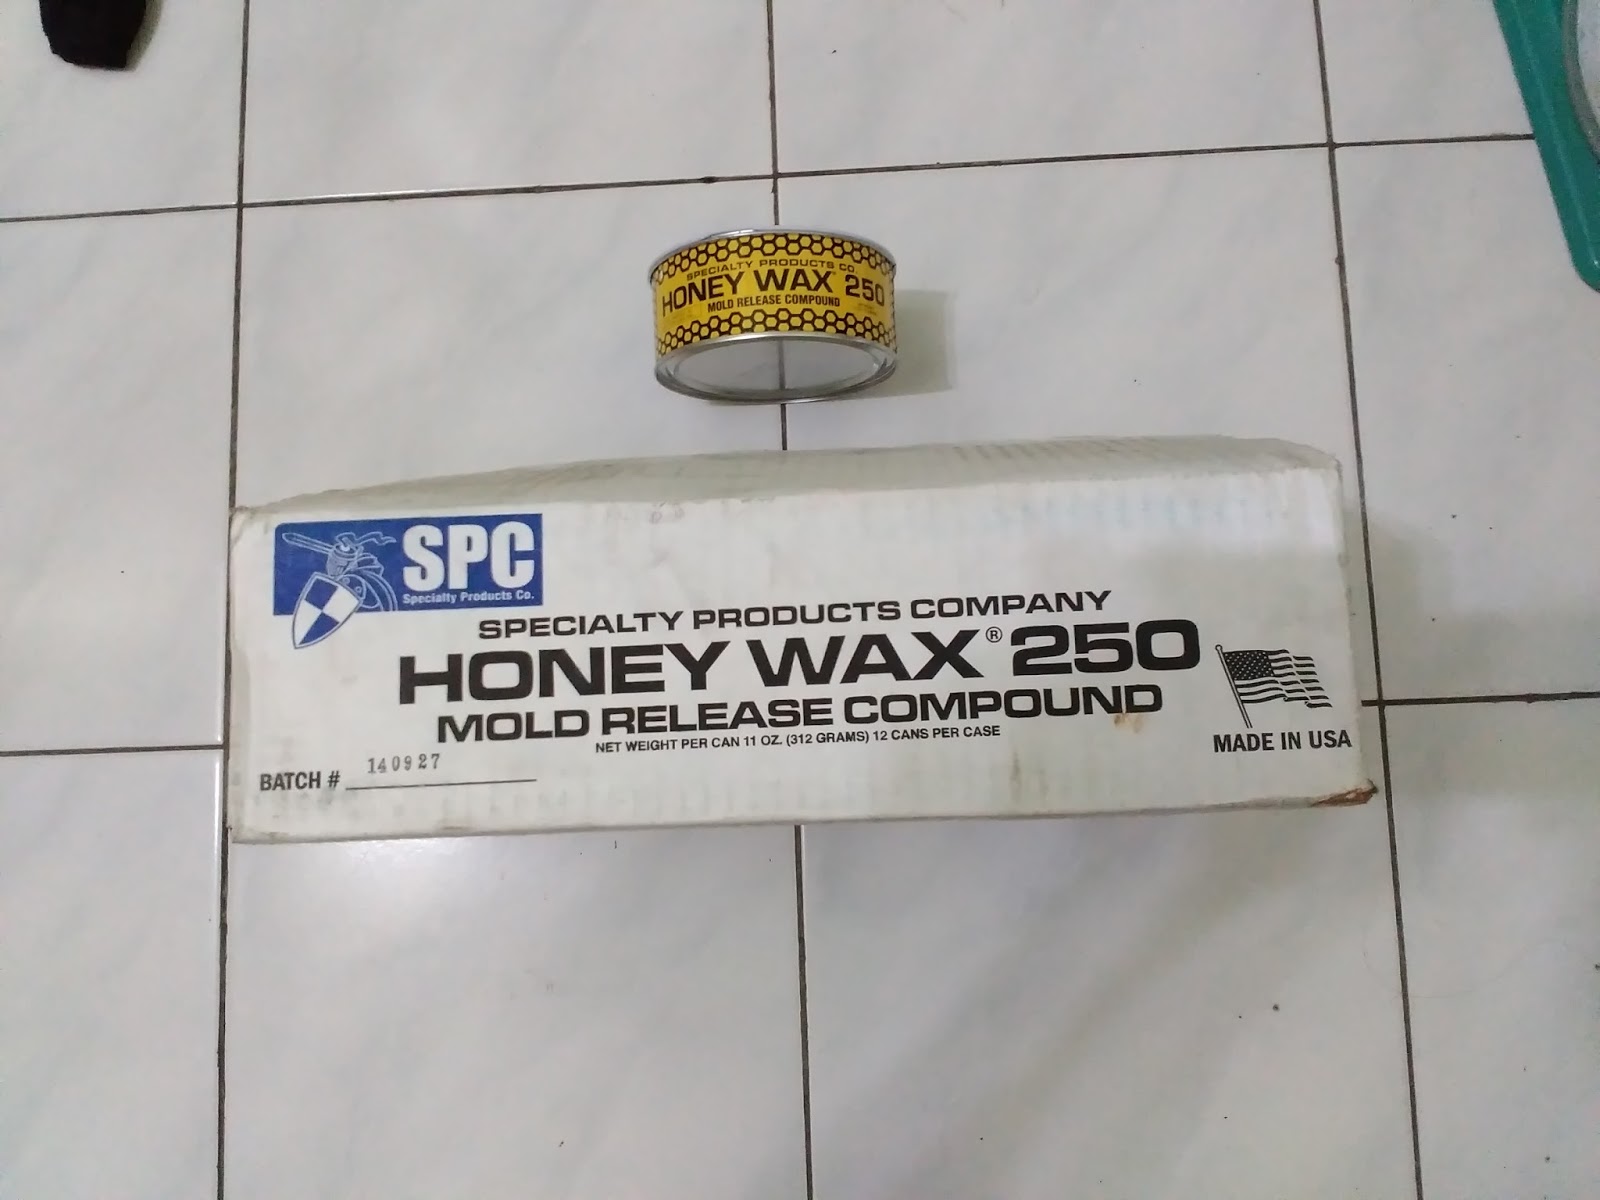 SPECIALTY PRODUCTS CO.
HONEY WAX 250
MOLD RELEASE COMPOUND
SPC
Specialty Products Co.
SPECIALTY PRODUCTS COMPANY
HONEY WAX® 250
MOLD RELEASE COMPOUND
NET WEIGHT PER CAN 11 OZ. (312 GRAMS) 12 CANS PER CASE
MADE IN USA
BATCH # 140927